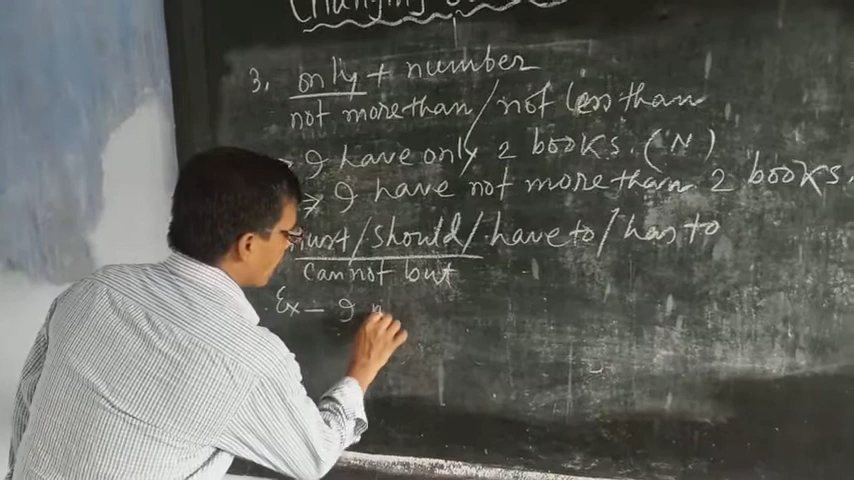 Changing
3. only + number
not more than / not less than
I have only 2 books. (N)
⇒ I have not more than 2 books.
must/should/have to/has to
Cannot but
Ex - I